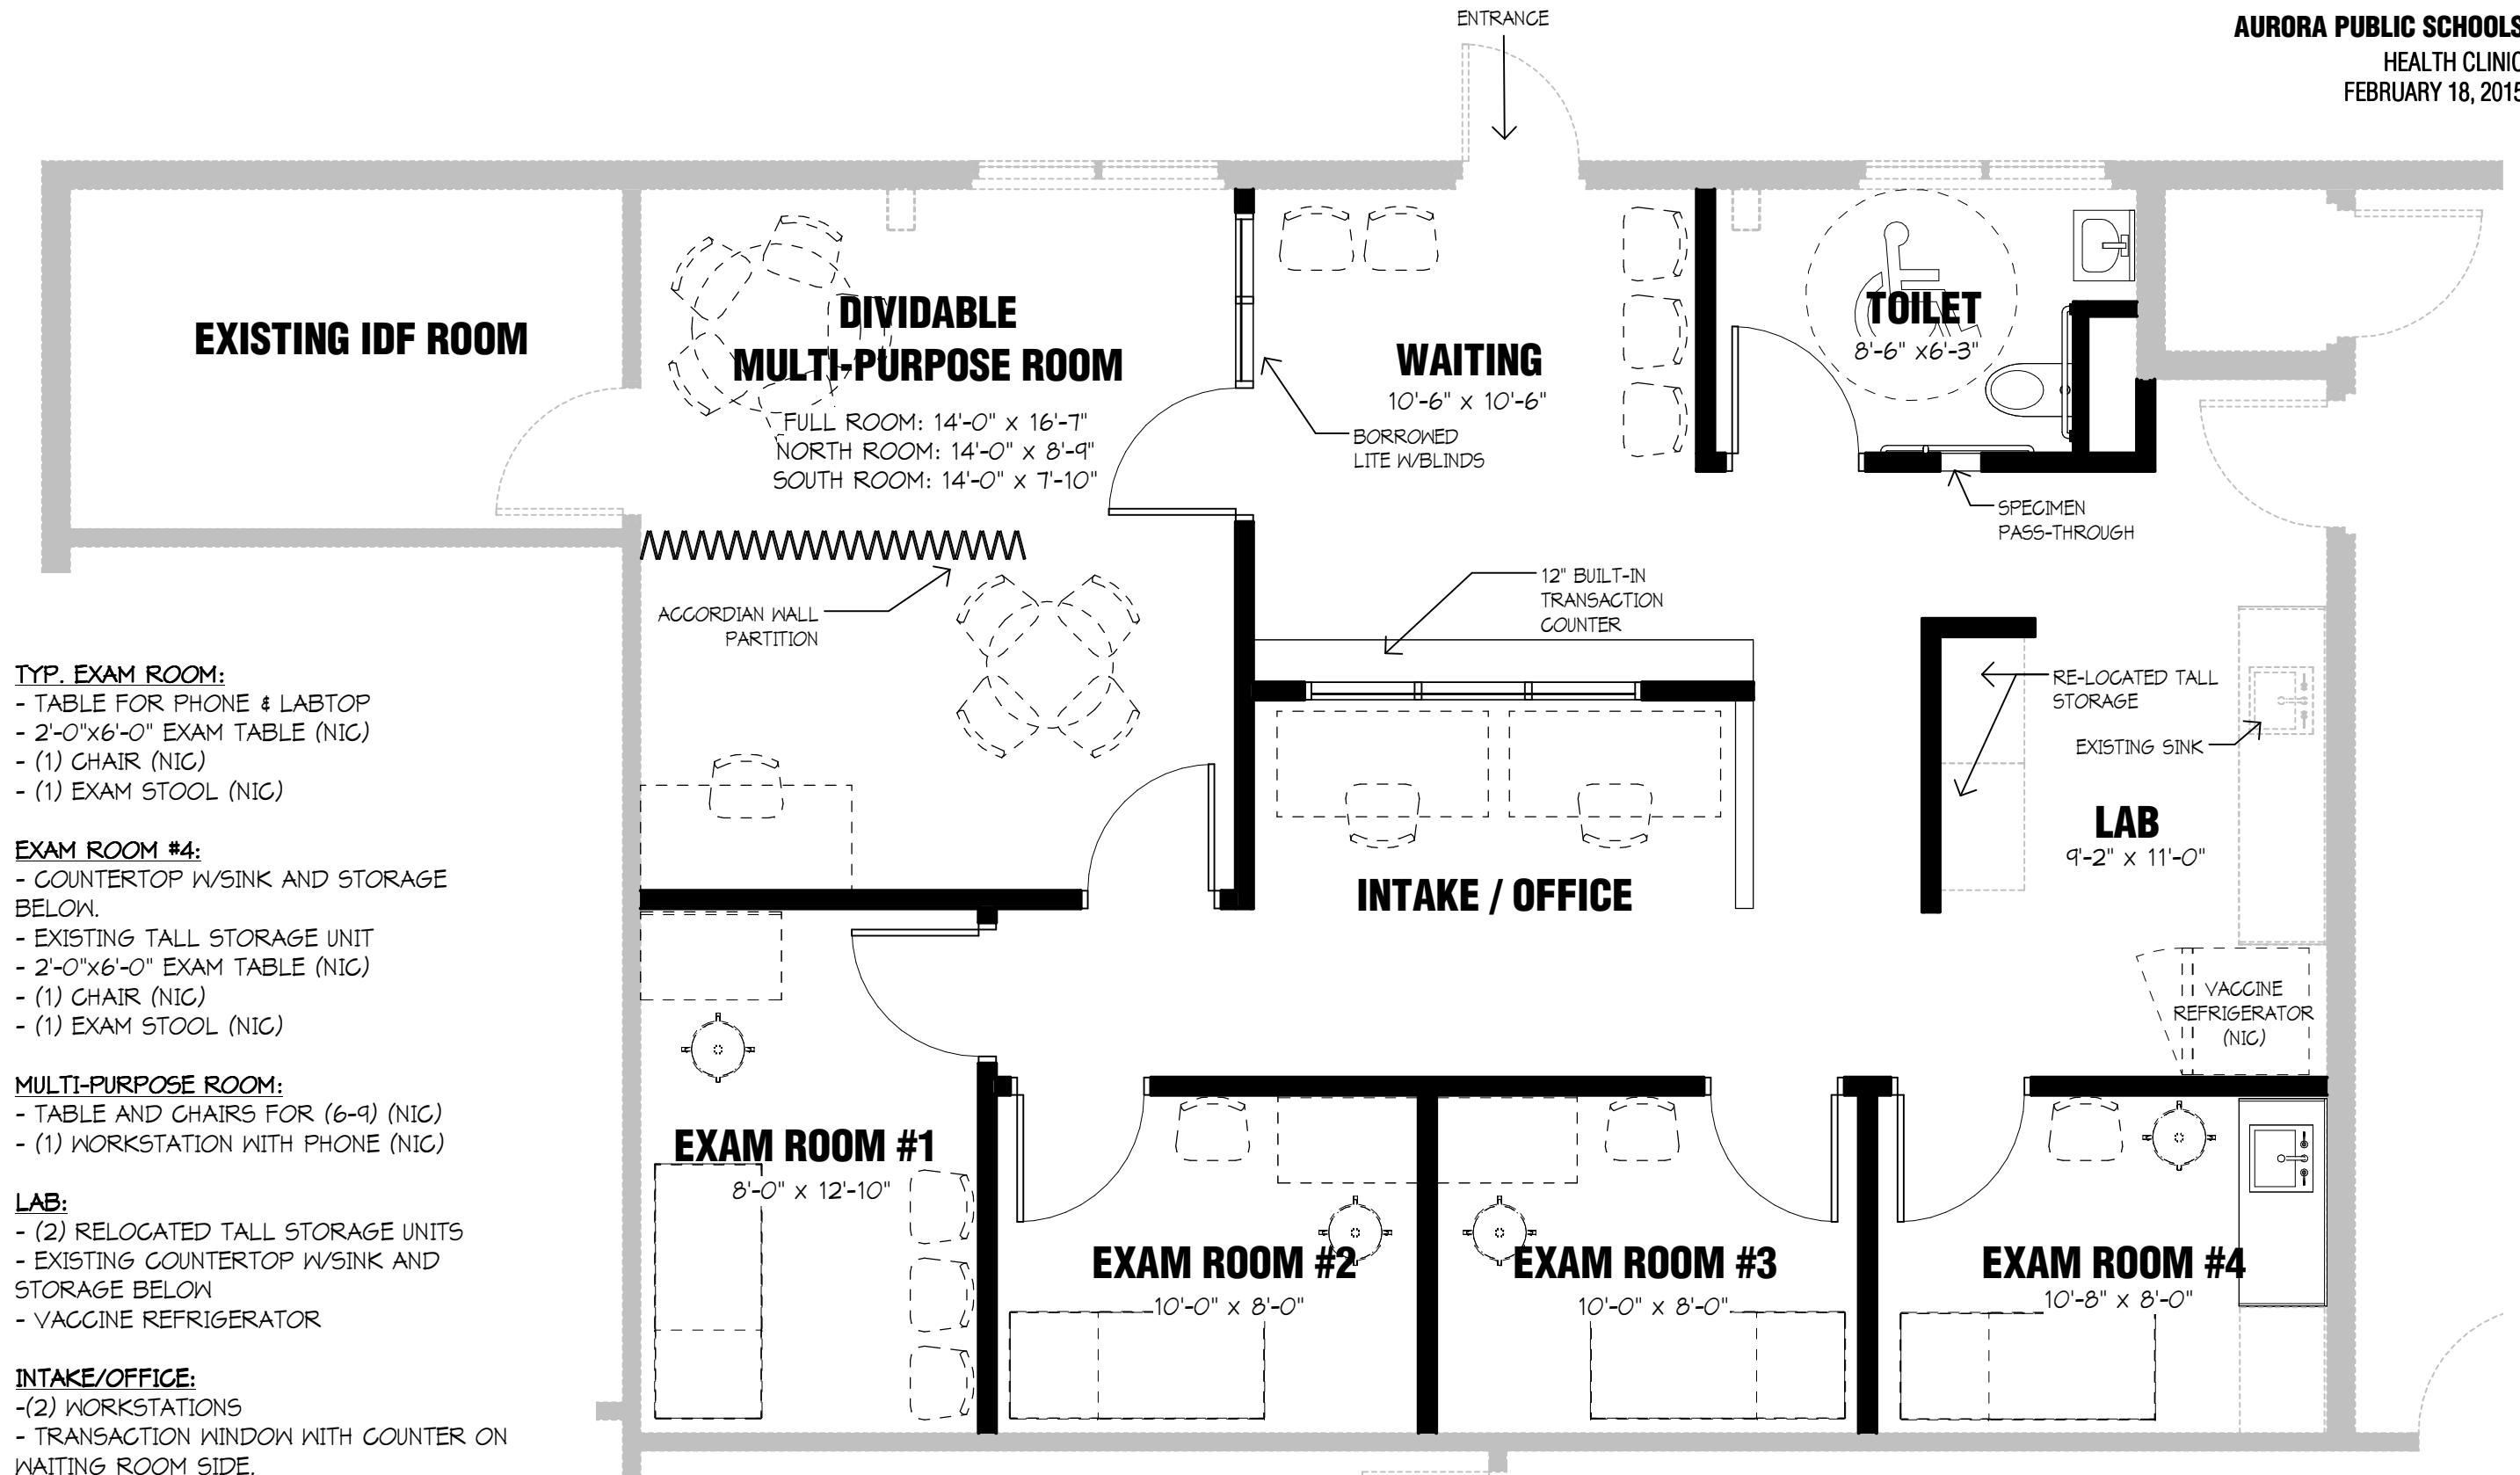 ENTRANCE
AURORA PUBLIC SCHOOLS
HEALTH CLINIC
FEBRUARY 18, 2015
EXISTING IDF ROOM
DIVIDABLE
MULTI-PURPOSE ROOM
FULL ROOM: 14'-0" x 16'-7"
NORTH ROOM: 14'-0" x 8'-9"
SOUTH ROOM: 14'-0" x 7'-10"
WAITING
10'-6" x 10'-6"
BORROWED
LITE W/BLINDS
TOILET
8'-6" x6'-3"
SPECIMEN
PASS-THROUGH
ACCORDIAN WALL
PARTITION
12" BUILT-IN
TRANSACTION
COUNTER
RE-LOCATED TALL
STORAGE
EXISTING SINK
LAB
9'-2" x 11'-0"
INTAKE / OFFICE
VACCINE
REFRIGERATOR
(NIC)
EXAM ROOM #1
8'-0" x 12'-10"
EXAM ROOM #2
10'-0" x 8'-0"
EXAM ROOM #3
10'-0" x 8'-0"
EXAM ROOM #4
10'-8" x 8'-0"
TYP. EXAM ROOM:
- TABLE FOR PHONE & LABTOP
- 2'-0"x6'-0" EXAM TABLE (NIC)
- (1) CHAIR (NIC)
- (1) EXAM STOOL (NIC)
EXAM ROOM #4:
- COUNTERTOP W/SINK AND STORAGE
BELOW.
- EXISTING TALL STORAGE UNIT
- 2'-0"x6'-0" EXAM TABLE (NIC)
- (1) CHAIR (NIC)
- (1) EXAM STOOL (NIC)
MULTI-PURPOSE ROOM:
- TABLE AND CHAIRS FOR (6-9) (NIC)
- (1) WORKSTATION WITH PHONE (NIC)
LAB:
- (2) RELOCATED TALL STORAGE UNITS
- EXISTING COUNTERTOP W/SINK AND
STORAGE BELOW
- VACCINE REFRIGERATOR
INTAKE/OFFICE:
-(2) WORKSTATIONS
- TRANSACTION WINDOW WITH COUNTER ON
WAITING ROOM SIDE.